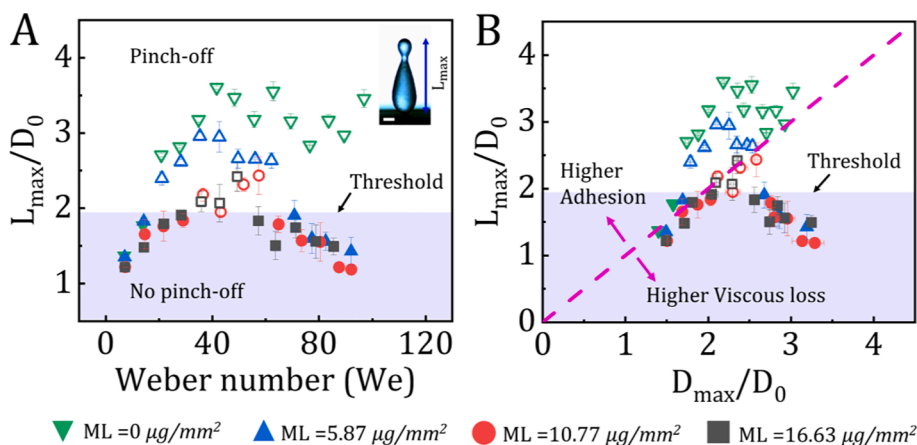 A
Pinch-off
L_max
L_max/D_0
4
3
2
1
Threshold
No pinch-off
0
40
80
120
Weber number (We)
B
L_max/D_0
4
3
2
1
0
Higher
Adhesion
Threshold
Higher Viscous loss
0
1
2
3
4
D_max/D_0
ML =0 μg/mm²
ML =5.87 μg/mm²
ML =10.77 μg/mm²
ML =16.63 μg/mm²